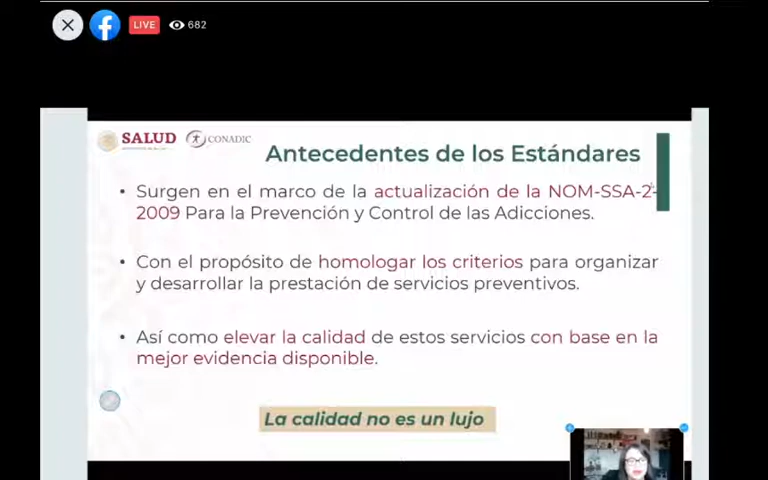 LIVE
682
SALUD
CONADIC
Antecedentes de los Estándares
• Surgen en el marco de la actualización de la NOM-SSA-2-
2009 Para la Prevención y Control de las Adicciones.
• Con el propósito de homologar los criterios para organizar
y desarrollar la prestación de servicios preventivos.
• Así como elevar la calidad de estos servicios con base en la
mejor evidencia disponible.
La calidad no es un lujo